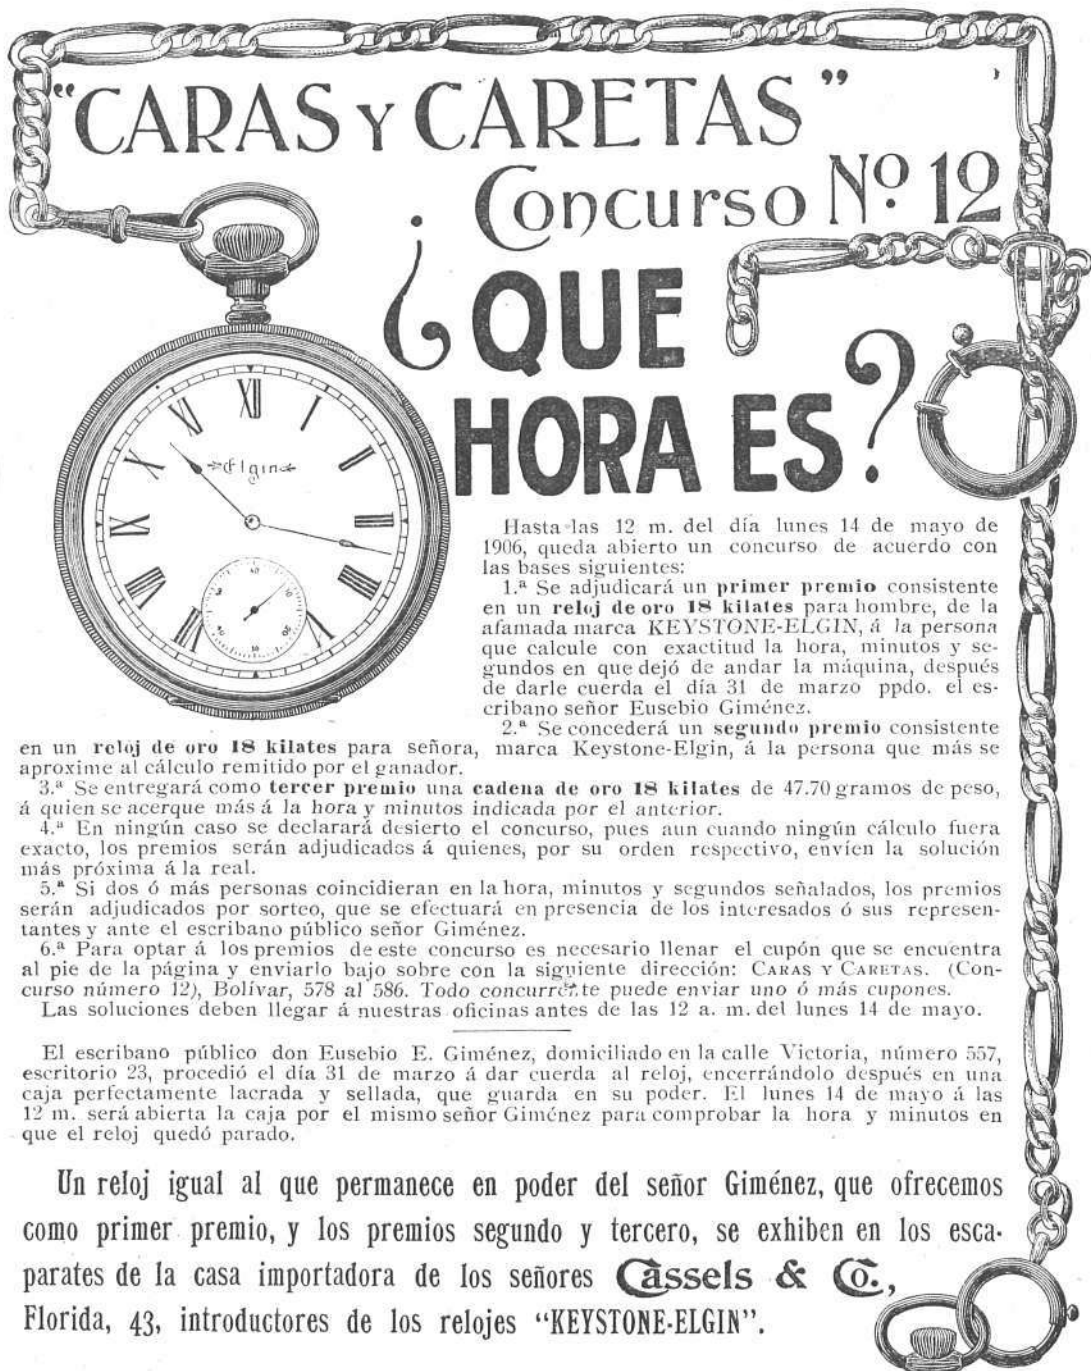 "CARAS Y CARETAS"
Concurso Nº. 12
¿QUE
HORA ES?
XII
I
II
III
IIII
V
VII
VIII
IX
X
XI
Elgin
60
10
20
30
40
50
Hasta las 12 m. del día lunes 14 de mayo de
1906, queda abierto un concurso de acuerdo con
las bases siguientes:
1.ª Se adjudicará un primer premio consistente
en un reloj de oro 18 kilates para hombre, de la
afamada marca KEYSTONE-ELGIN, á la persona
que calcule con exactitud la hora, minutos y se-
gundos en que dejó de andar la máquina, después
de darle cuerda el día 31 de marzo ppdo. el es-
cribano señor Eusebio Giménez.
2.ª Se concederá un segundo premio consistente
en un reloj de oro 18 kilates para señora, marca Keystone-Elgin, á la persona que más se
aproxime al cálculo remitido por el ganador.
3.ª Se entregará como tercer premio una cadena de oro 18 kilates de 47.70 gramos de peso,
á quien se acerque más á la hora y minutos indicada por el anterior.
4.ª En ningún caso se declarará desierto el concurso, pues aun cuando ningún cálculo fuera
exacto, los premios serán adjudicados á quienes, por su orden respectivo, envíen la solución
más próxima á la real.
5.ª Si dos ó más personas coincidieran en la hora, minutos y segundos señalados, los premios
serán adjudicados por sorteo, que se efectuará en presencia de los interesados ó sus represen-
tantes y ante el escribano público señor Giménez.
6.ª Para optar á los premios de este concurso es necesario llenar el cupón que se encuentra
al pie de la página y enviarlo bajo sobre con la siguiente dirección: CARAS Y CARETAS. (Con-
curso número 12), Bolívar, 578 al 586. Todo concurrente puede enviar uno ó más cupones.
Las soluciones deben llegar á nuestras oficinas antes de las 12 a. m. del lunes 14 de mayo.
El escribano público don Eusebio E. Giménez, domiciliado en la calle Victoria, número 557,
escritorio 23, procedió el día 31 de marzo á dar cuerda al reloj, encerrándolo después en una
caja perfectamente lacrada y sellada, que guarda en su poder. El lunes 14 de mayo á las
12 m. será abierta la caja por el mismo señor Giménez para comprobar la hora y minutos en
que el reloj quedó parado.
Un reloj igual al que permanece en poder del señor Giménez, que ofrecemos
como primer premio, y los premios segundo y tercero, se exhiben en los esca-
parates de la casa importadora de los señores Cassels & Co.,
Florida, 43, introductores de los relojes "KEYSTONE-ELGIN".